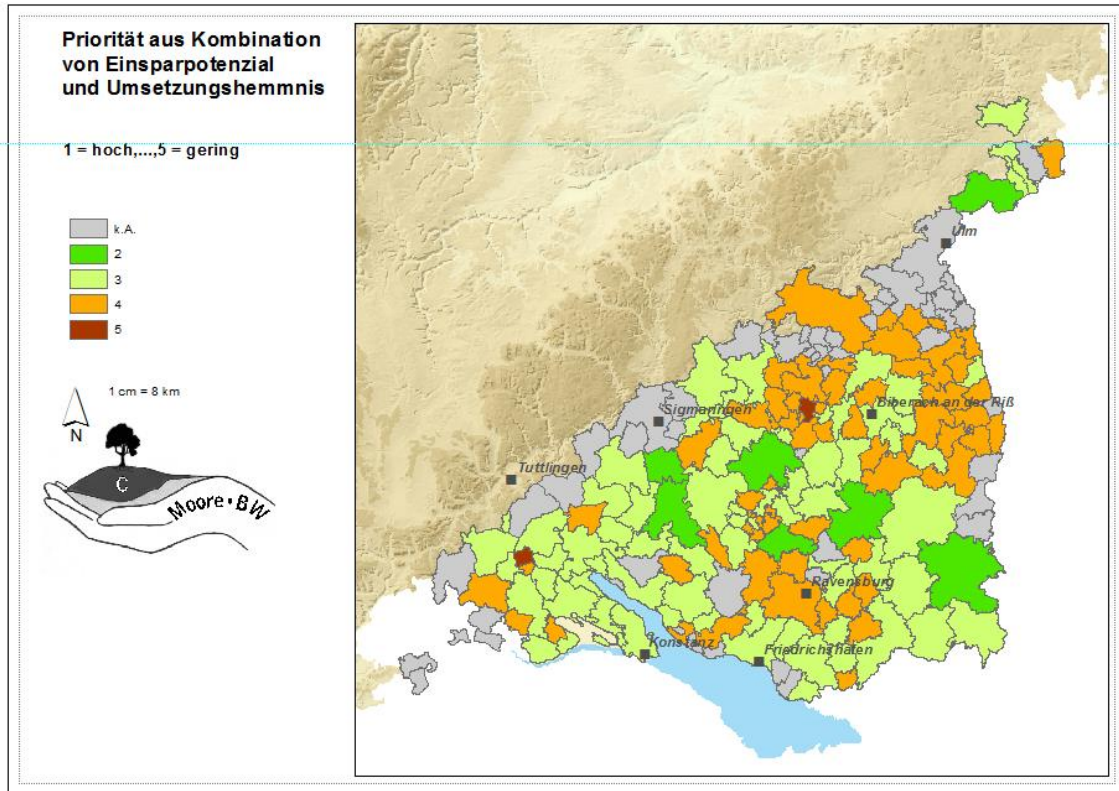 Priorität aus Kombination
von Einsparpotenzial
und Umsetzungshemmnis
1 = hoch,...,5 = gering
k.A.
2
3
4
5
1 cm = 8 km
N
C
Moore·BW
Ulm
Biberach an der Riß
Sigmaringen
Tuttlingen
Ravensburg
Konstanz
Friedrichshafen